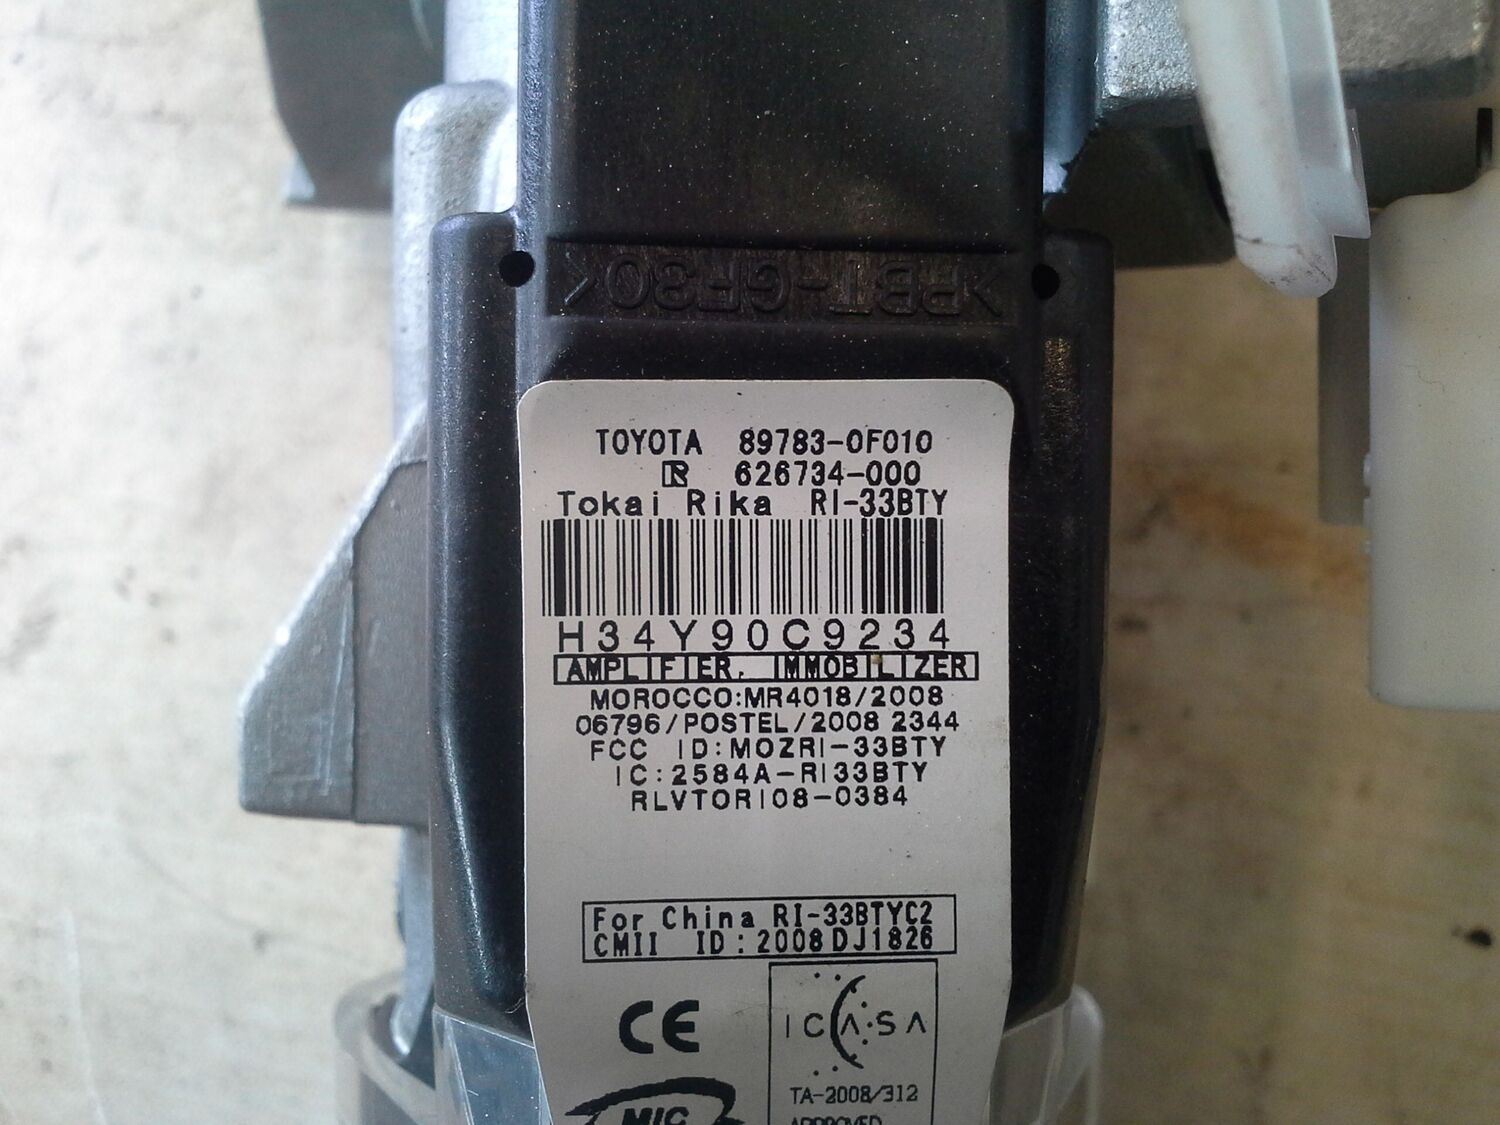 >PBT-GF30<
TOYOTA 89783-0F010
R 626734-000
Tokai Rika RI-33BTY
H34Y90C9234
AMPLIFIER, IMMOBILIZER
MOROCCO:MR4018/2008
06796/POSTEL/2008 2344
FCC ID:MOZRI-33BTY
IC:2584A-RI33BTY
RLVTORI08-0384
For China RI-33BTYC2
CMII ID:2008DJ1826
CE
ICASA
TA-2008/312
APPROVED
MIC